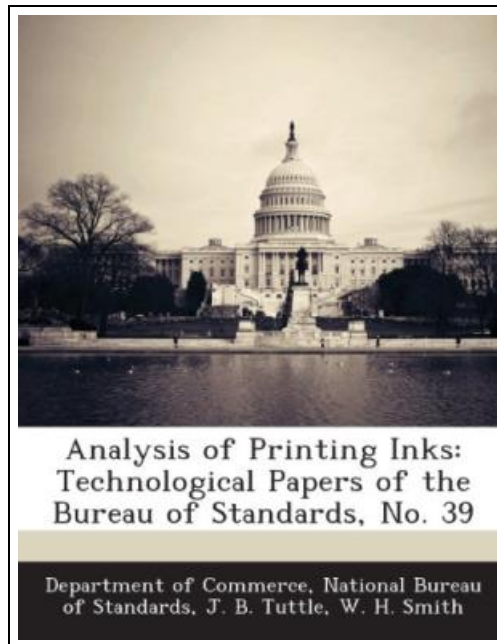 Analysis of Printing Inks:
Technological Papers of the
Bureau of Standards, No. 39
Department of Commerce, National Bureau
of Standards, J. B. Tuttle, W. H. Smith